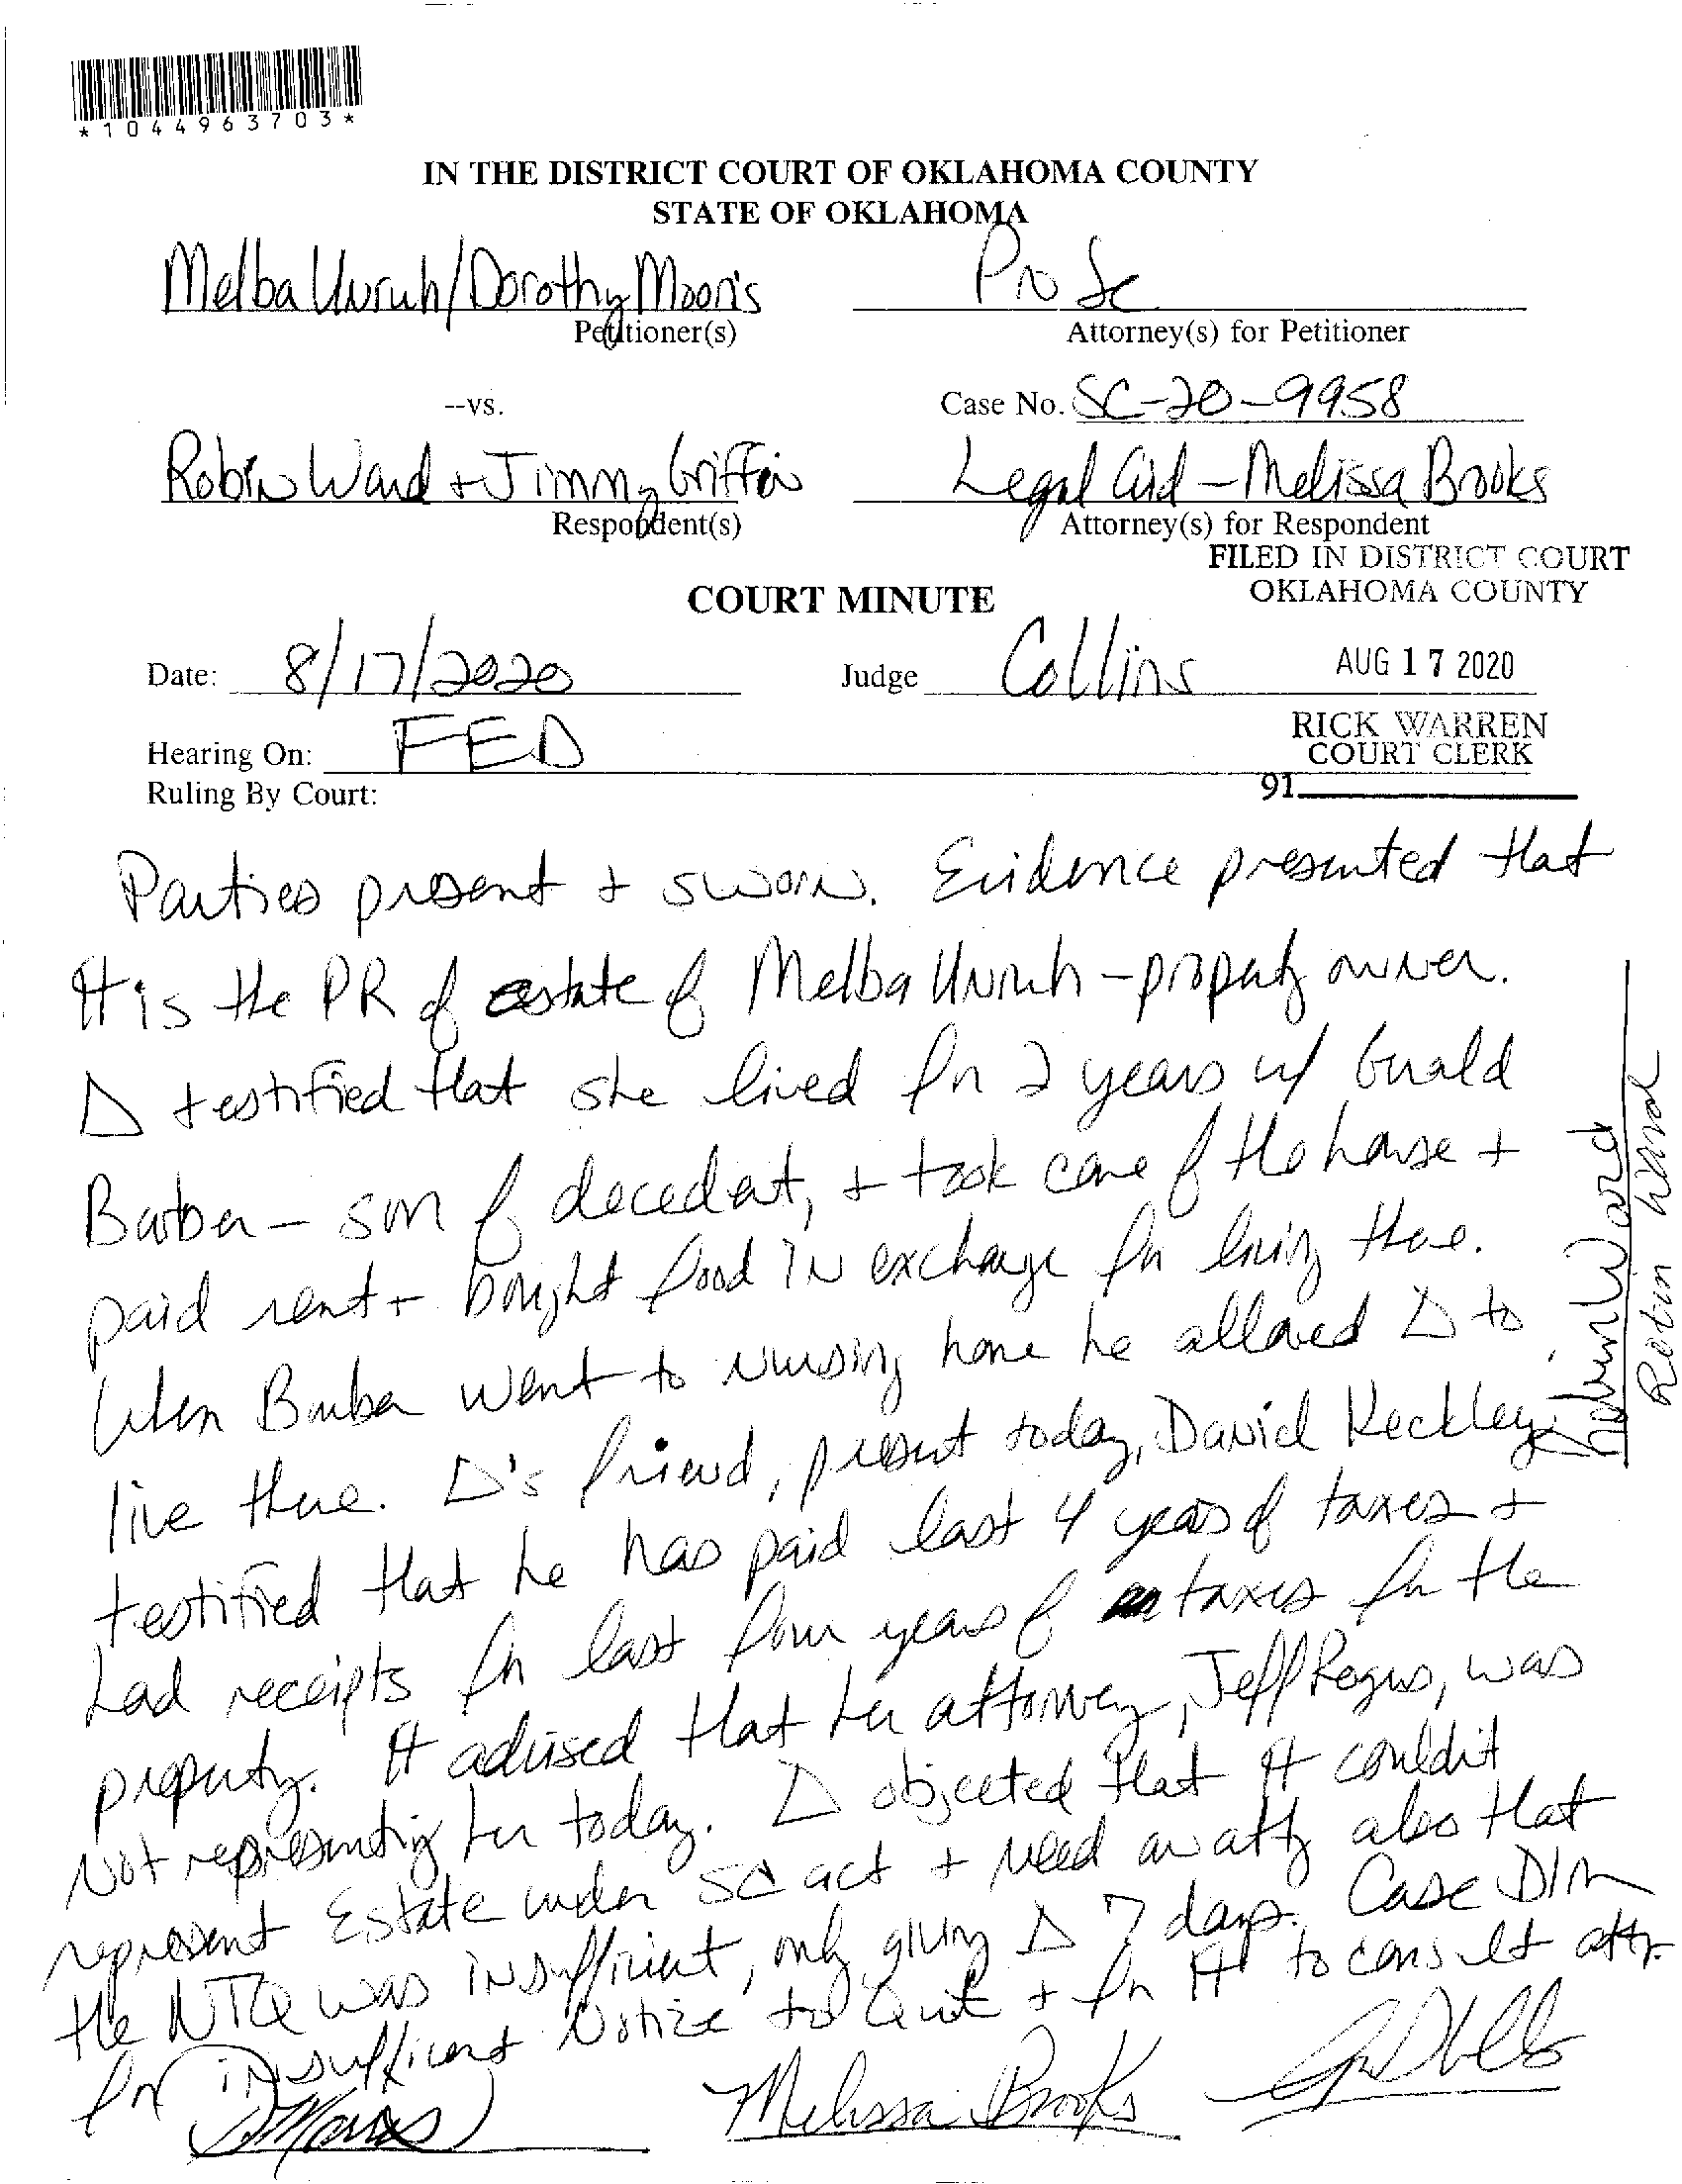 *1044963703*
IN THE DISTRICT COURT OF OKLAHOMA COUNTY
STATE OF OKLAHOMA
Melba Unruh/Dorothy Moon's
Petitioner(s)
Pro Se
Attorney(s) for Petitioner
--vs.
Case No. SC-20-9958
Robin Ward + Jimmy Griffin
Respondent(s)
Legal Aid - Melissa Brooks
Attorney(s) for Respondent
FILED IN DISTRICT COURT
OKLAHOMA COUNTY
COURT MINUTE
Date: 8/17/2020
Judge Collins
AUG 17 2020
Hearing On: FED
RICK WARREN
COURT CLERK
91
Ruling By Court:
Parties present + sworn. Evidence presented that
π is the PR of estate of Melba Unruh - property owner.
Δ testified that she lived for 2 years w/ Gerald
Barber - son of decedent, + took care of the house +
paid rent + bought food in exchange for living there.
When Barber went to nursing home he allowed Δ to
live there. Δ's friend, present today, David Keckley,
testified that he has paid last 4 years of taxes +
had receipts for last four years of taxes for the
property. π advised that her attorney, Jeff Regus, was
not representing her today. Δ objected that π couldn't
represent Estate under SC act + need an atty also that
the NTQ was insufficient, only giving Δ 7 days. Case DIM
for insufficient Notice to Quit + for π to consult atty.
Robin Ward
Robin Ward
Melissa Brooks